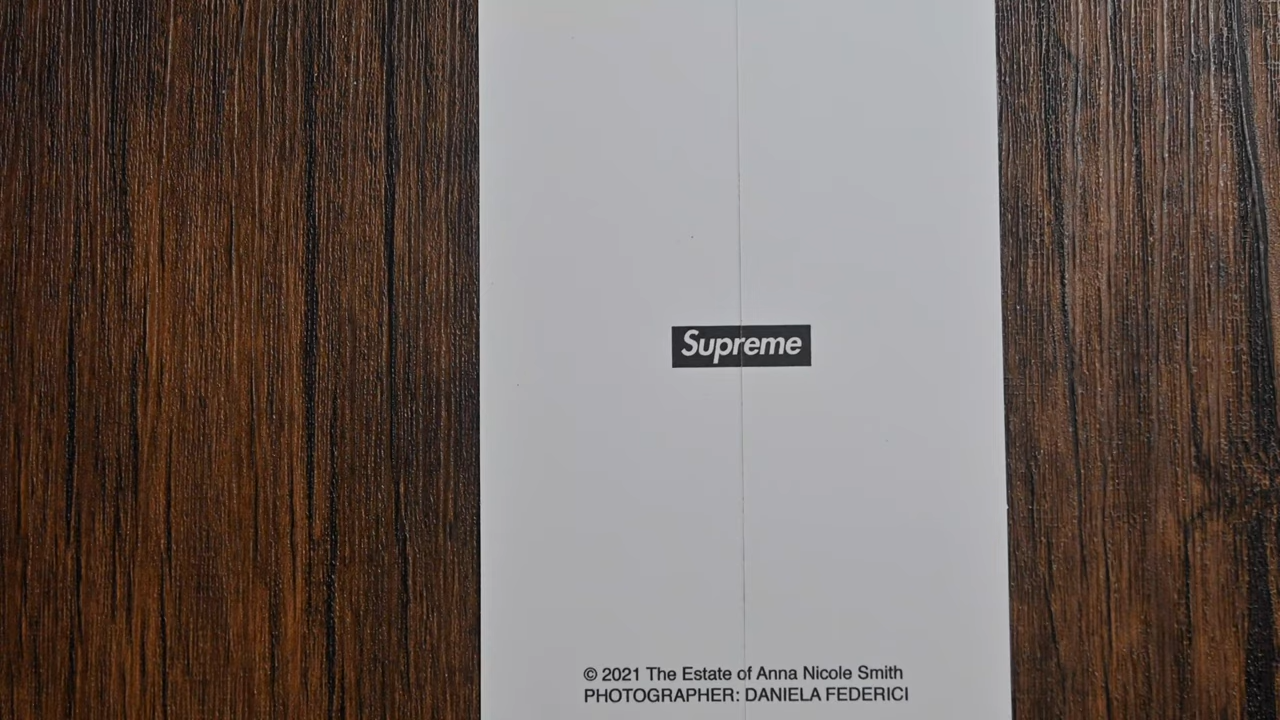 Supreme
© 2021 The Estate of Anna Nicole Smith
PHOTOGRAPHER: DANIELA FEDERICI